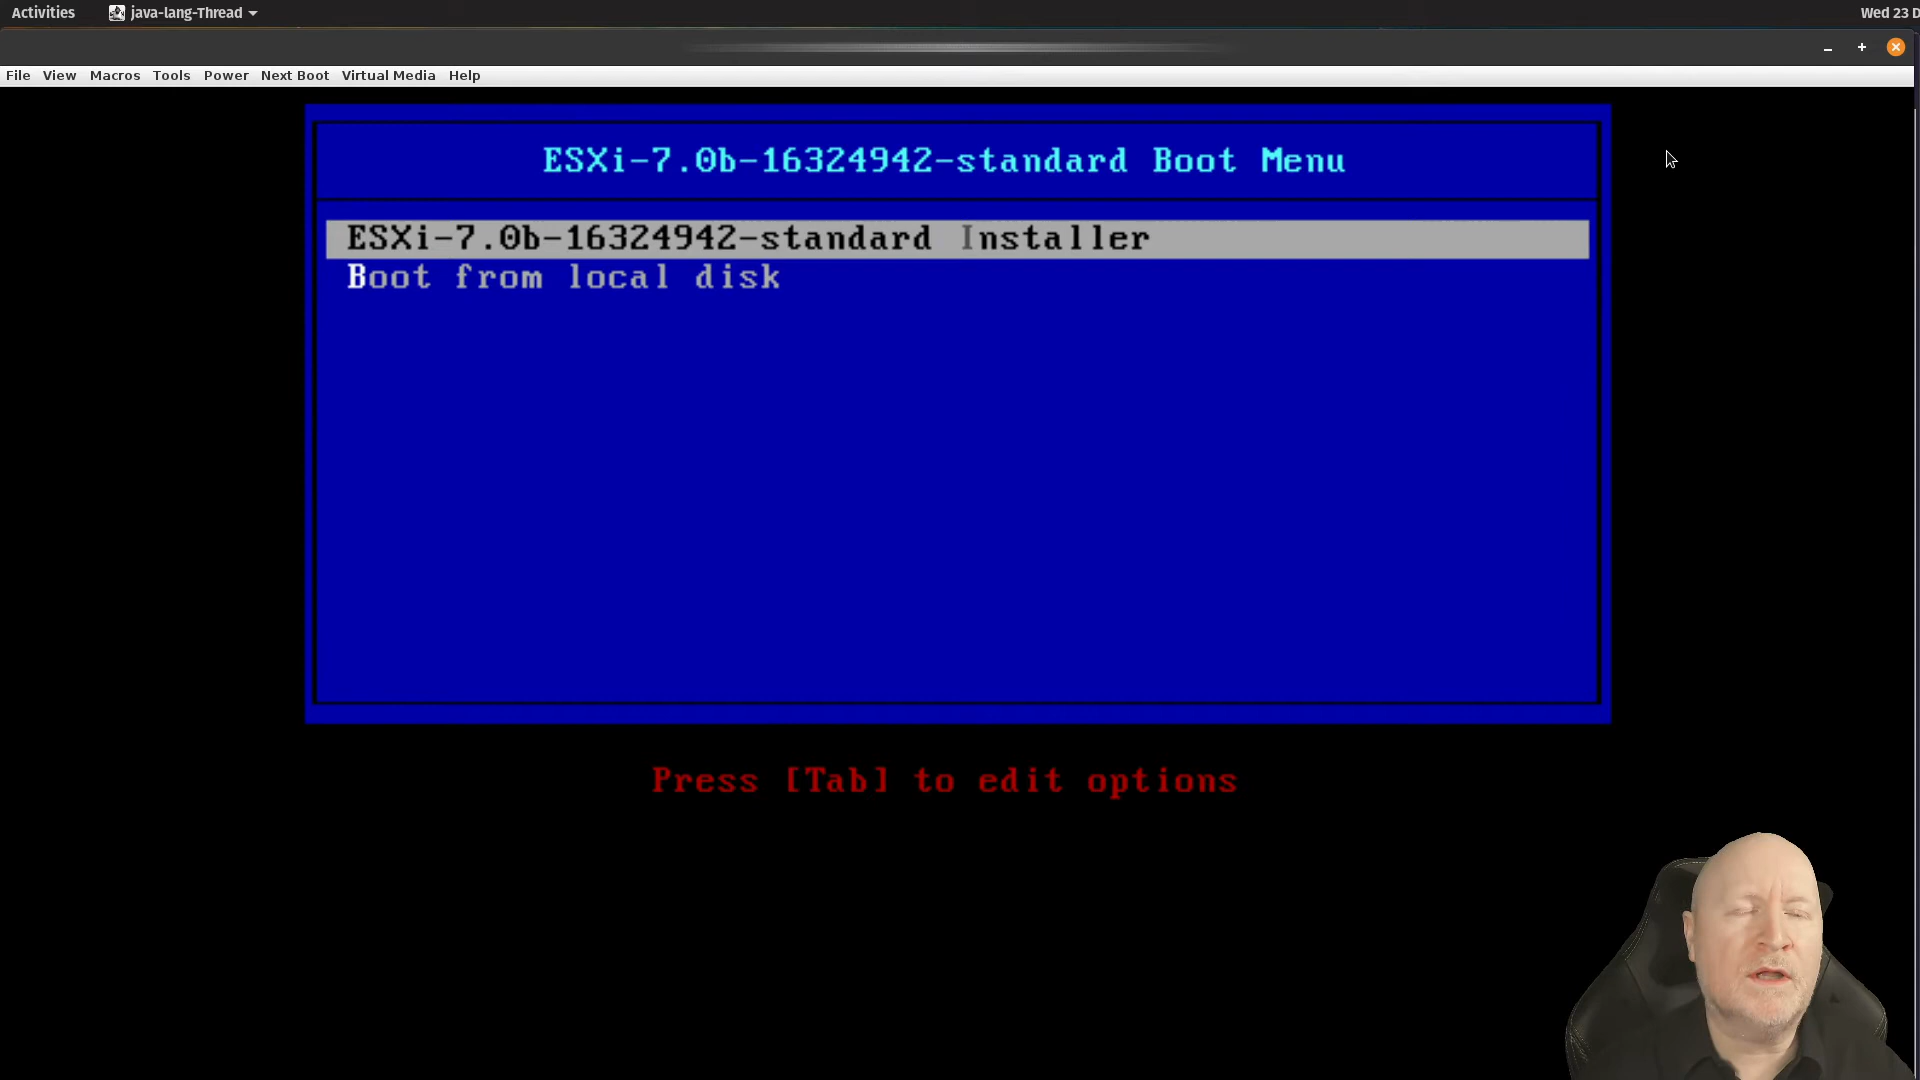 Activities java-lang-Thread Wed 23 D
File View Macros Tools Power Next Boot Virtual Media Help
ESXi-7.0b-16324942-standard Boot Menu
ESXi-7.0b-16324942-standard Installer
Boot from local disk
Press [Tab] to edit options